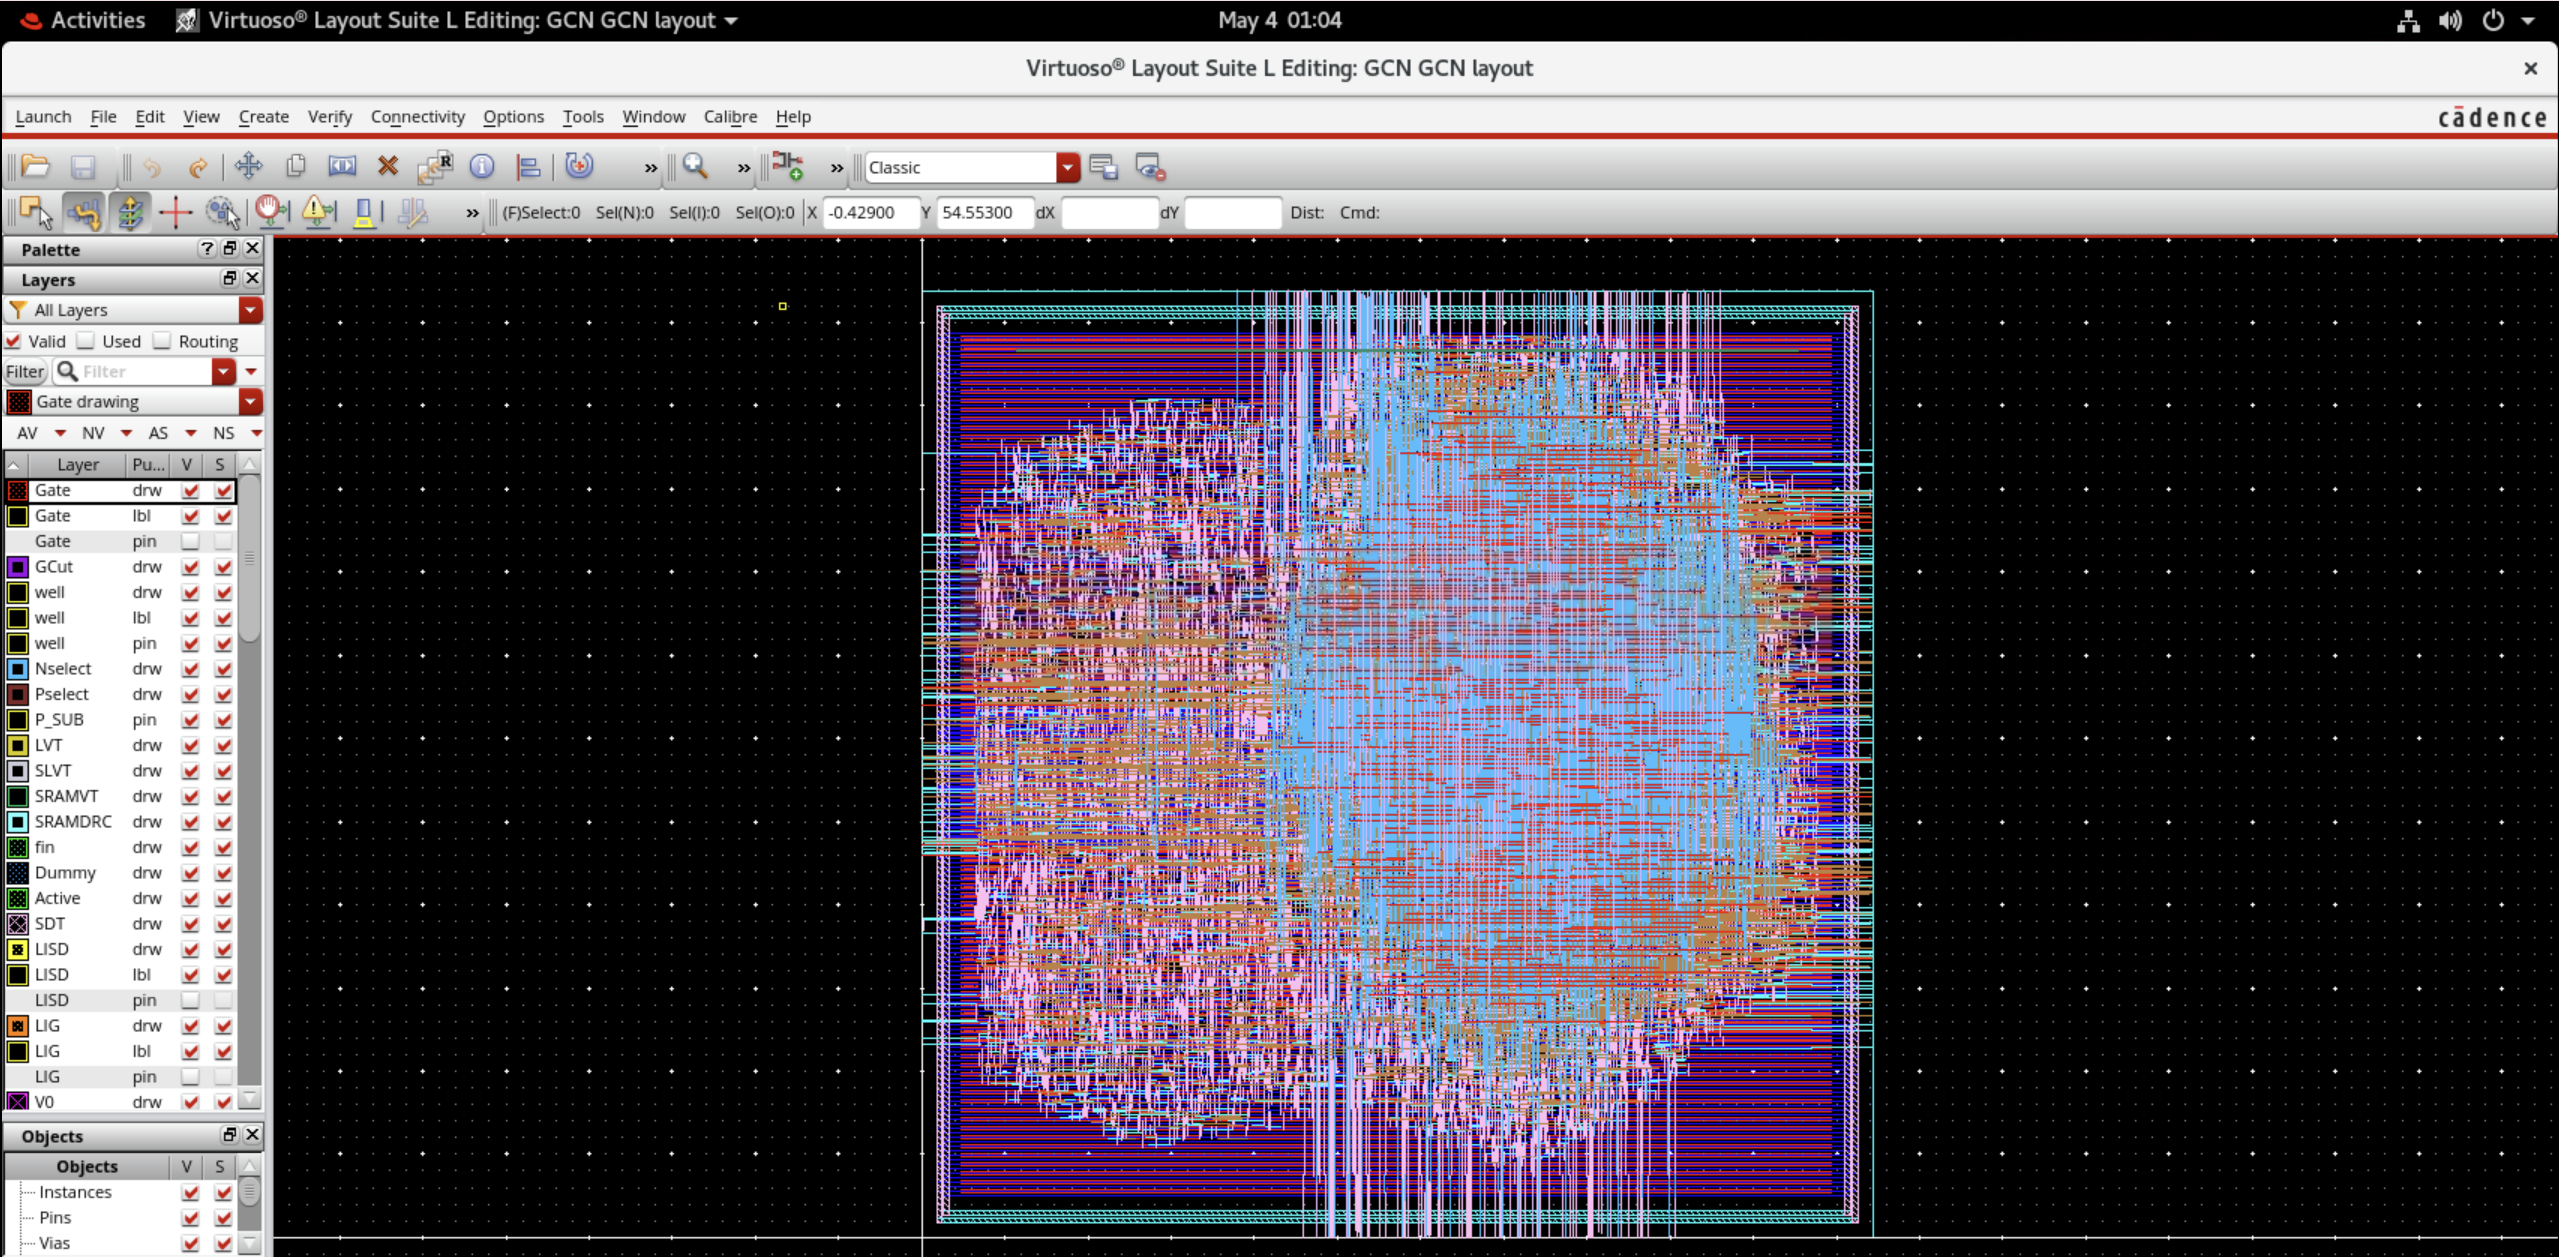 Activities Virtuoso® Layout Suite L Editing: GCN GCN layout May 4 01:04
Virtuoso® Layout Suite L Editing: GCN GCN layout
Launch File Edit View Create Verify Connectivity Options Tools Window Calibre Help cādence
R » » » Classic
» (F)Select:0 Sel(N):0 Sel(I):0 Sel(O):0 X -0.42900 Y 54.55300 dX dY Dist: Cmd:
Palette
Layers
All Layers
Valid Used Routing
Filter Filter
Gate drawing
AV NV AS NS
Layer Pu... V S
Gate drw
Gate lbl
Gate pin
GCut drw
well drw
well lbl
well pin
Nselect drw
Pselect drw
P_SUB pin
LVT drw
SLVT drw
SRAMVT drw
SRAMDRC drw
fin drw
Dummy drw
Active drw
SDT drw
LISD drw
LISD lbl
LISD pin
LIG drw
LIG lbl
LIG pin
V0 drw
Objects
Objects V S
Instances
Pins
Vias